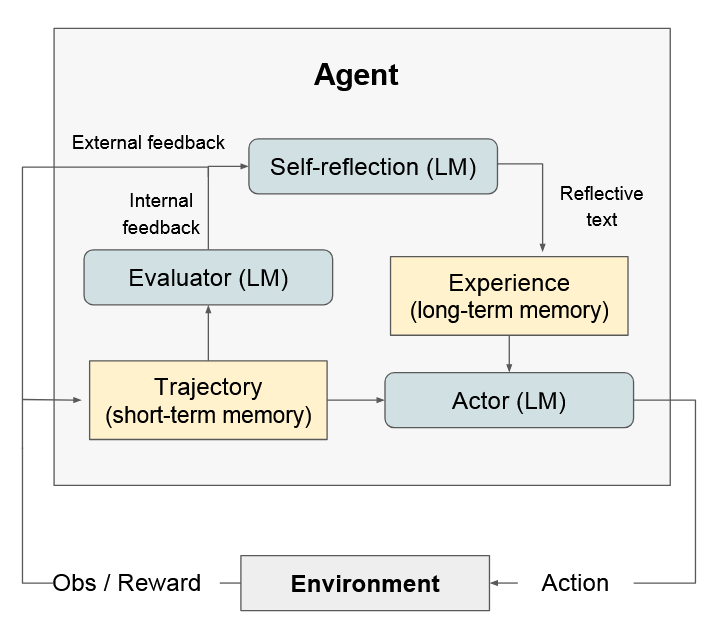 Agent
External feedback
Self-reflection (LM)
Internal
feedback
Reflective
text
Evaluator (LM)
Experience
(long-term memory)
Trajectory
(short-term memory)
Actor (LM)
Obs / Reward
Environment
Action